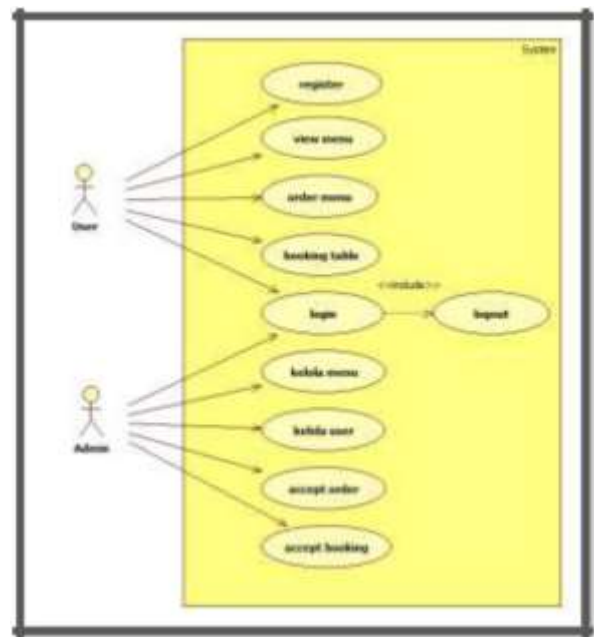 System
register
view menu
order menu
User
booking table
<<include>>
login
logout
kelola menu
Admin
kelola user
accept order
accept booking